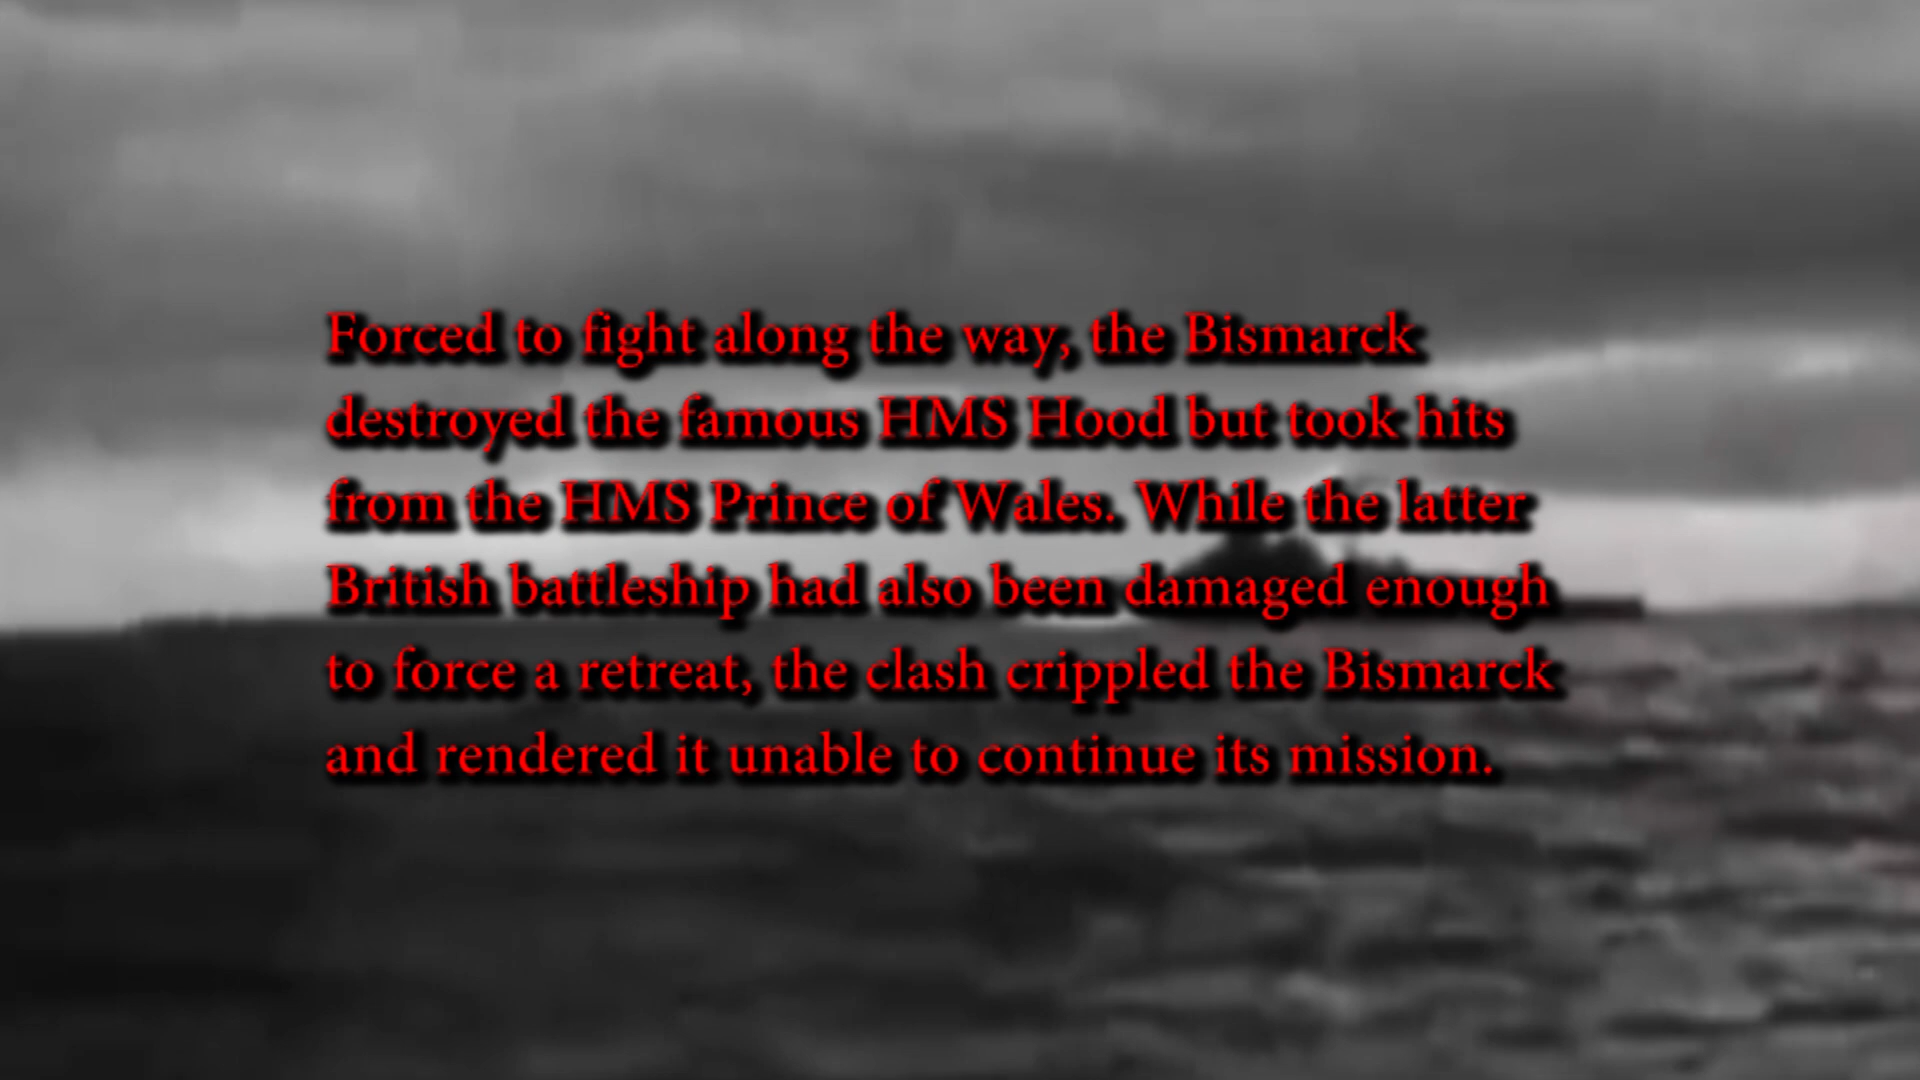 Forced to fight along the way, the Bismarck
destroyed the famous HMS Hood but took hits
from the HMS Prince of Wales. While the latter
British battleship had also been damaged enough
to force a retreat, the clash crippled the Bismarck
and rendered it unable to continue its mission.